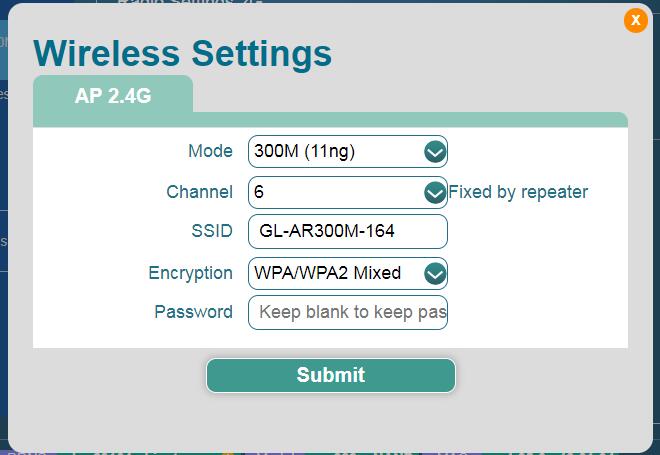 X
Wireless Settings
AP 2.4G
Mode 300M (11ng)
Channel 6 Fixed by repeater
SSID GL-AR300M-164
Encryption WPA/WPA2 Mixed
Password Keep blank to keep pas
Submit